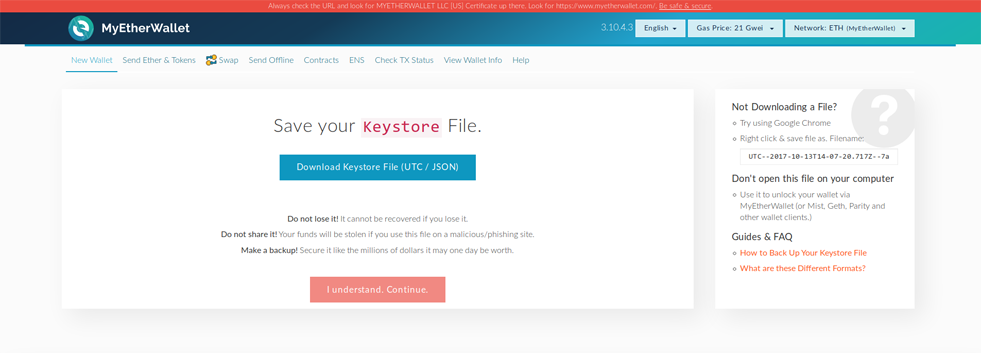 Always check the URL and look for MYETHERWALLET LLC [US] Certificate up there. Look for https://www.myetherwallet.com/. Be safe & secure.
MyEtherWallet
3.10.4.3 English Gas Price: 21 Gwei Network: ETH (MyEtherWallet)
New Wallet Send Ether & Tokens Swap Send Offline Contracts ENS Check TX Status View Wallet Info Help
Save your Keystore File.
Download Keystore File (UTC / JSON)
Do not lose it! It cannot be recovered if you lose it.
Do not share it! Your funds will be stolen if you use this file on a malicious/phishing site.
Make a backup! Secure it like the millions of dollars it may one day be worth.
I understand. Continue.
?
Not Downloading a File?
Try using Google Chrome
Right click & save file as. Filename:
UTC--2017-10-13T14-07-20.717Z--7a
Don't open this file on your computer
Use it to unlock your wallet via
MyEtherWallet (or Mist, Geth, Parity and
other wallet clients.)
Guides & FAQ
How to Back Up Your Keystore File
What are these Different Formats?